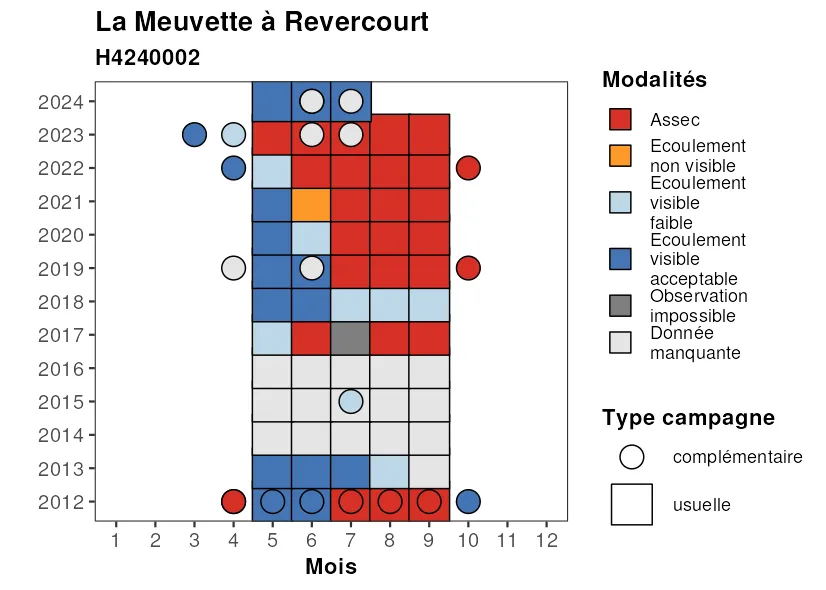 La Meuvette à Revercourt
H4240002
2024
2023
2022
2021
2020
2019
2018
2017
2016
2015
2014
2013
2012
1 2 3 4 5 6 7 8 9 10 11 12
Mois
Modalités
Assec
Ecoulement
non visible
Ecoulement
visible
faible
Ecoulement
visible
acceptable
Observation
impossible
Donnée
manquante
Type campagne
complémentaire
usuelle